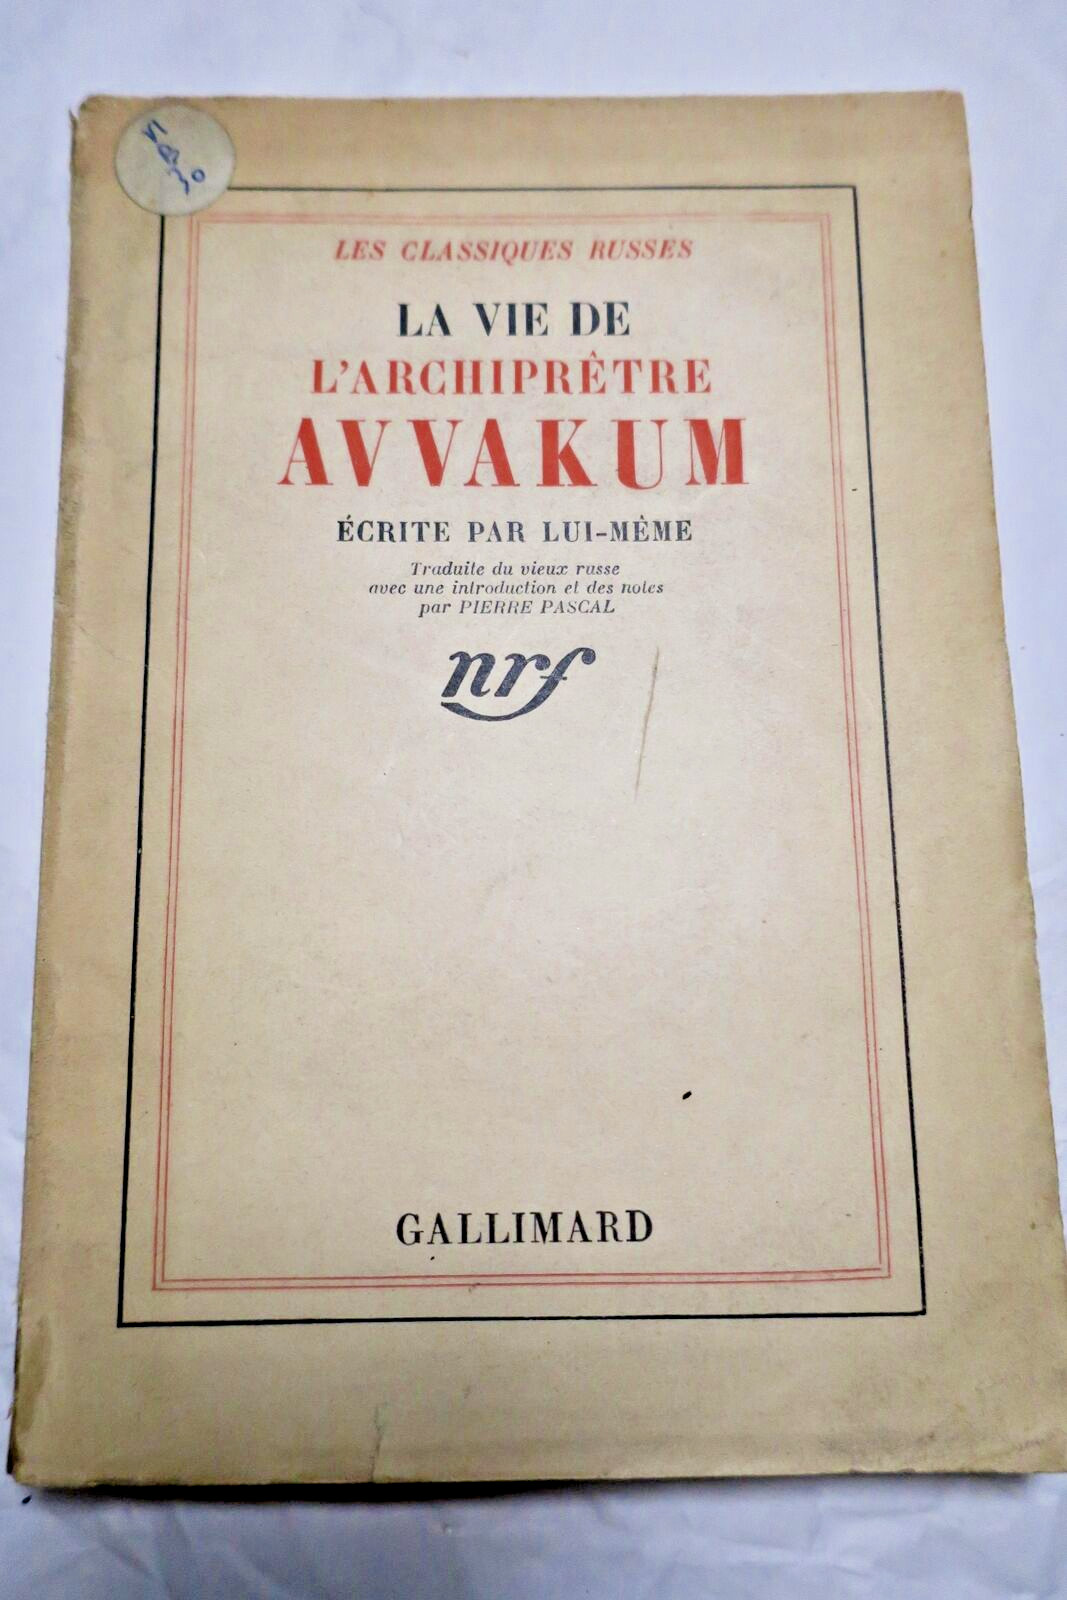 LES CLASSIQUES RUSSES
LA VIE DE
L'ARCHIPRÊTRE
AVVAKUM
ÉCRITE PAR LUI-MÊME
Traduite du vieux russe
avec une introduction et des notes
par PIERRE PASCAL
nrf
GALLIMARD